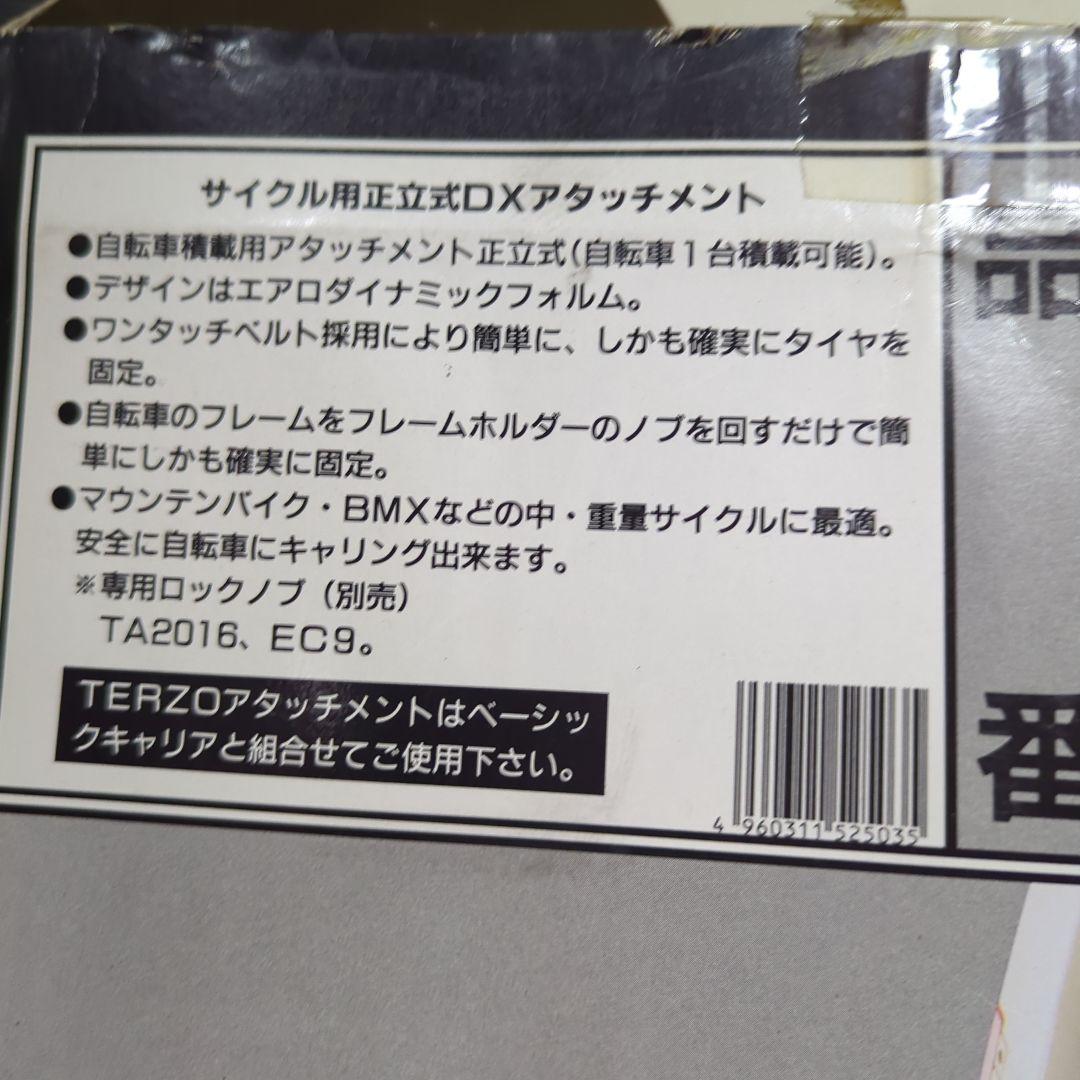 サイクル用正立式DXアタッチメント
●自転車積載用アタッチメント正立式(自転車1台積載可能)。
●デザインはエアロダイナミックフォルム。
●ワンタッチベルト採用により簡単に、しかも確実にタイヤを
固定。
●自転車のフレームをフレームホルダーのノブを回すだけで簡
単にしかも確実に固定。
●マウンテンバイク・BMXなどの中・重量サイクルに最適。
安全に自転車にキャリング出来ます。
※専用ロックノブ(別売)
TA2016、EC9。
TERZOアタッチメントはベーシッ
クキャリアと組合せてご使用下さい。
4 960311 525035
品
番